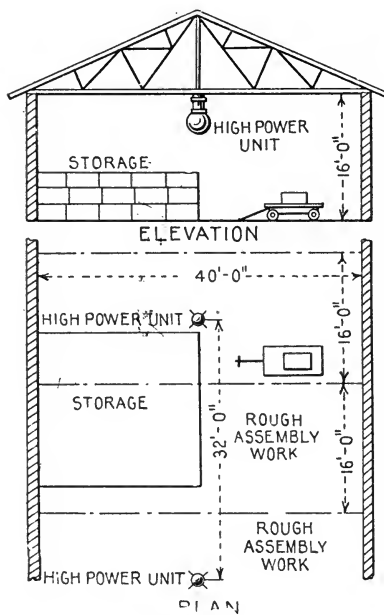 HIGH POWER
UNIT
STORAGE
16'-0"
ELEVATION
40'-0"
HIGH POWER UNIT
16'-0"
STORAGE
32'-0"
ROUGH
ASSEMBLY
WORK
16'-0"
ROUGH
ASSEMBLY
WORK
HIGH POWER UNIT
PLAN